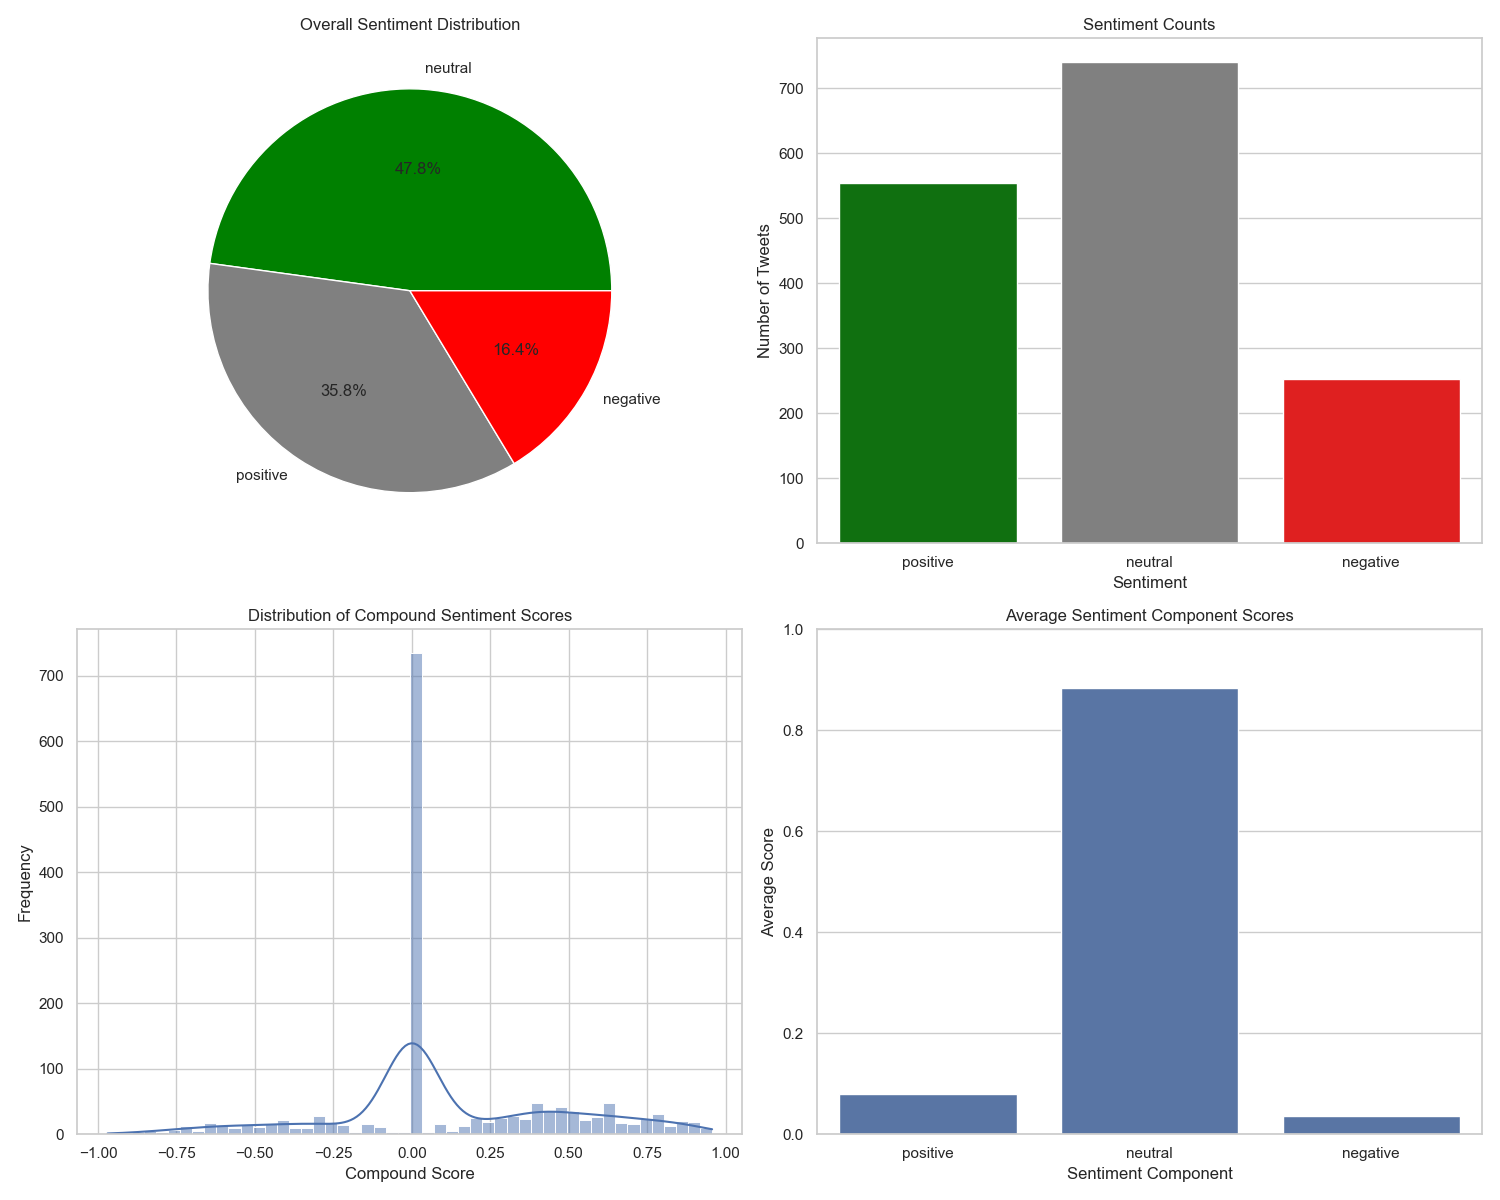 Overall Sentiment Distribution
neutral
47.8%
16.4%
35.8%
negative
positive
Sentiment Counts
Number of Tweets
700
600
500
400
300
200
100
0
positive neutral negative
Sentiment
Distribution of Compound Sentiment Scores
Frequency
700
600
500
400
300
200
100
0
−1.00 −0.75 −0.50 −0.25 0.00 0.25 0.50 0.75 1.00
Compound Score
Average Sentiment Component Scores
Average Score
1.0
0.8
0.6
0.4
0.2
0.0
positive neutral negative
Sentiment Component